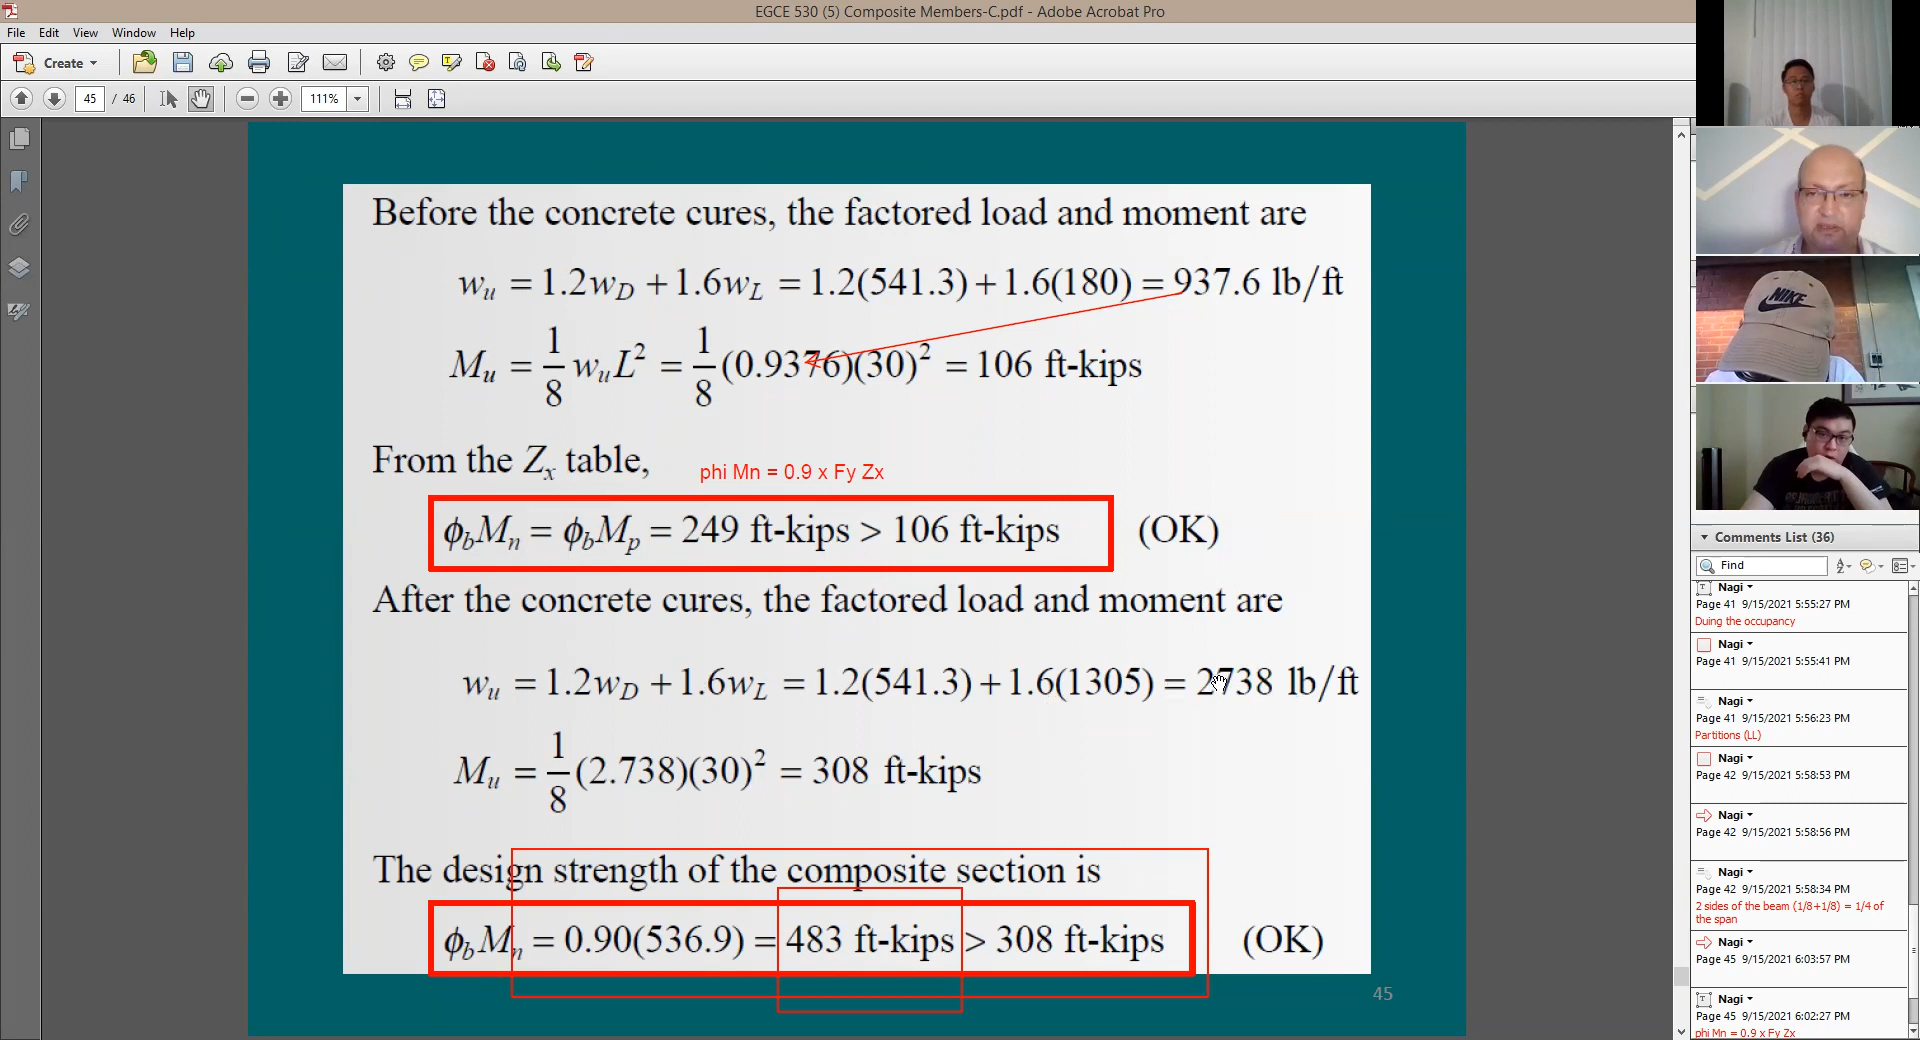 EGCE 530 (5) Composite Members-C.pdf - Adobe Acrobat Pro
File Edit View Window Help
Create
45 / 46 111%
Before the concrete cures, the factored load and moment are
w_u = 1.2w_D + 1.6w_L = 1.2(541.3) + 1.6(180) = 937.6 lb/ft
M_u = 1/8 w_u L² = 1/8 (0.9376)(30)² = 106 ft-kips
From the Z_x table,
phi Mn = 0.9 x Fy Zx
ϕ_b M_n = ϕ_b M_p = 249 ft-kips > 106 ft-kips (OK)
After the concrete cures, the factored load and moment are
w_u = 1.2w_D + 1.6w_L = 1.2(541.3) + 1.6(1305) = 2738 lb/ft
M_u = 1/8 (2.738)(30)² = 308 ft-kips
The design strength of the composite section is
ϕ_b M_n = 0.90(536.9) = 483 ft-kips > 308 ft-kips (OK)
45
NIKE
Comments List (36)
Find
Nagi
Page 41 9/15/2021 5:55:27 PM
Duing the occupancy
Nagi
Page 41 9/15/2021 5:55:41 PM
Nagi
Page 41 9/15/2021 5:56:23 PM
Partitions (LL)
Nagi
Page 42 9/15/2021 5:58:53 PM
Nagi
Page 42 9/15/2021 5:58:56 PM
Nagi
Page 42 9/15/2021 5:58:34 PM
2 sides of the beam (1/8+1/8) = 1/4 of
the span
Nagi
Page 45 9/15/2021 6:03:57 PM
Nagi
Page 45 9/15/2021 6:02:27 PM
phi Mn = 0.9 x Fy Zx